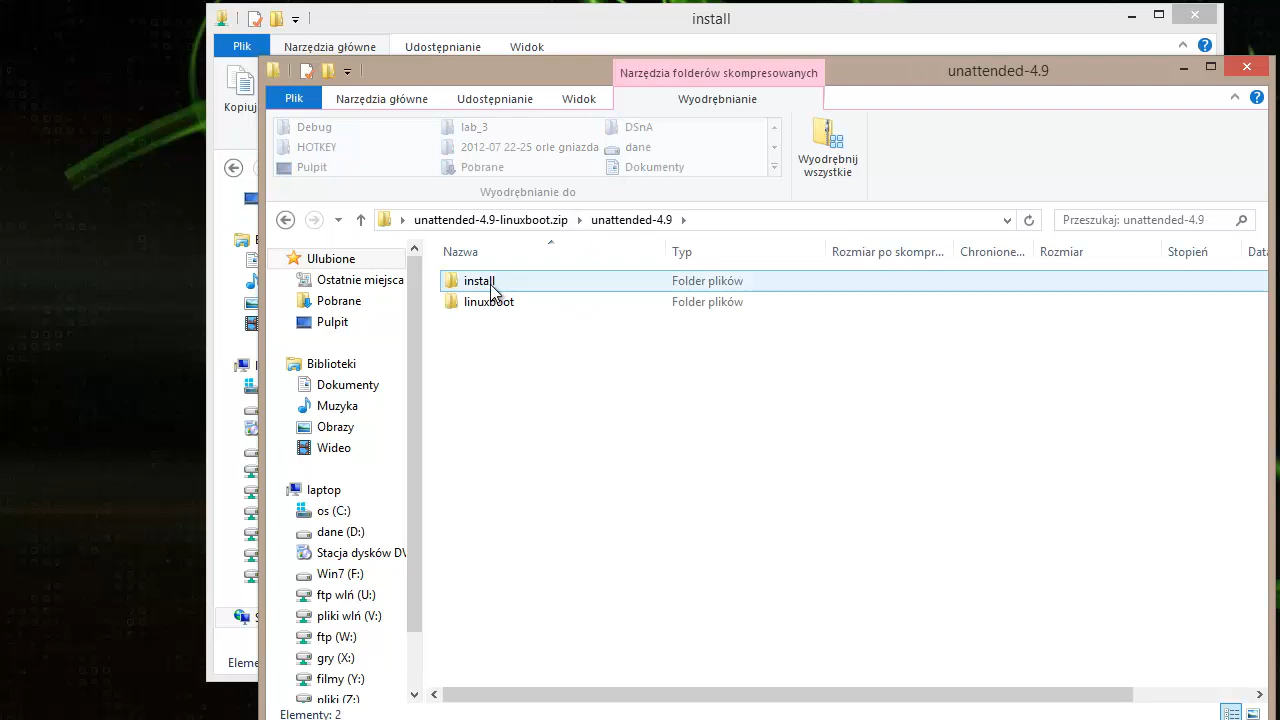 install
Plik Narzędzia główne Udostępnianie Widok
Narzędzia folderów skompresowanych
unattended-4.9
Plik Narzędzia główne Udostępnianie Widok Wyodrębnianie
Kopiuj
Debug lab_3 DSnA
HOTKEY 2012-07 22-25 orle gniazda dane
Pulpit Pobrane Dokumenty
Wyodrębnij
wszystkie
Wyodrębnianie do
unattended-4.9-linuxboot.zip unattended-4.9
Przeszukaj: unattended-4.9
Nazwa Typ Rozmiar po skompr... Chronione... Rozmiar Stopień Data
Ulubione
install Folder plików
Ostatnie miejsca
linuxboot Folder plików
Pobrane
Pulpit
Biblioteki
Dokumenty
Muzyka
Obrazy
Wideo
laptop
os (C:)
dane (D:)
Stacja dysków DV
Win7 (F:)
ftp wlń (U:)
pliki wlń (V:)
ftp (W:)
gry (X:)
filmy (Y:)
pliki (Z:)
Eleme
Elementy: 2